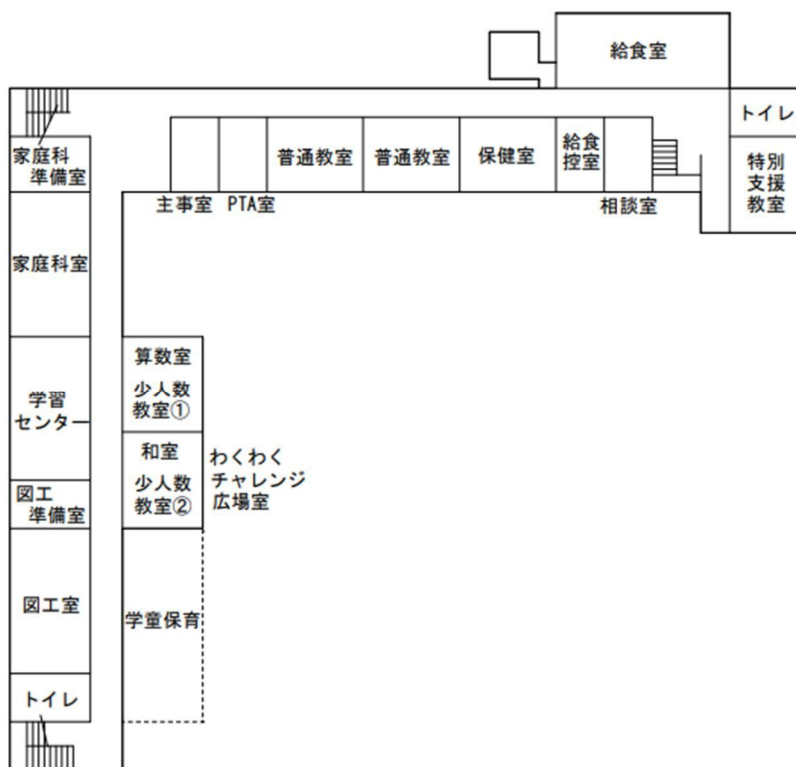 給食室
トイレ
家庭科
準備室
普通教室
普通教室
保健室
給食
控室
特別
支援
教室
主事室
PTA室
相談室
家庭科室
算数室
少人数
教室①
学習
センター
和室
少人数
教室②
わくわく
チャレンジ
広場室
図工
準備室
図工室
学童保育
トイレ